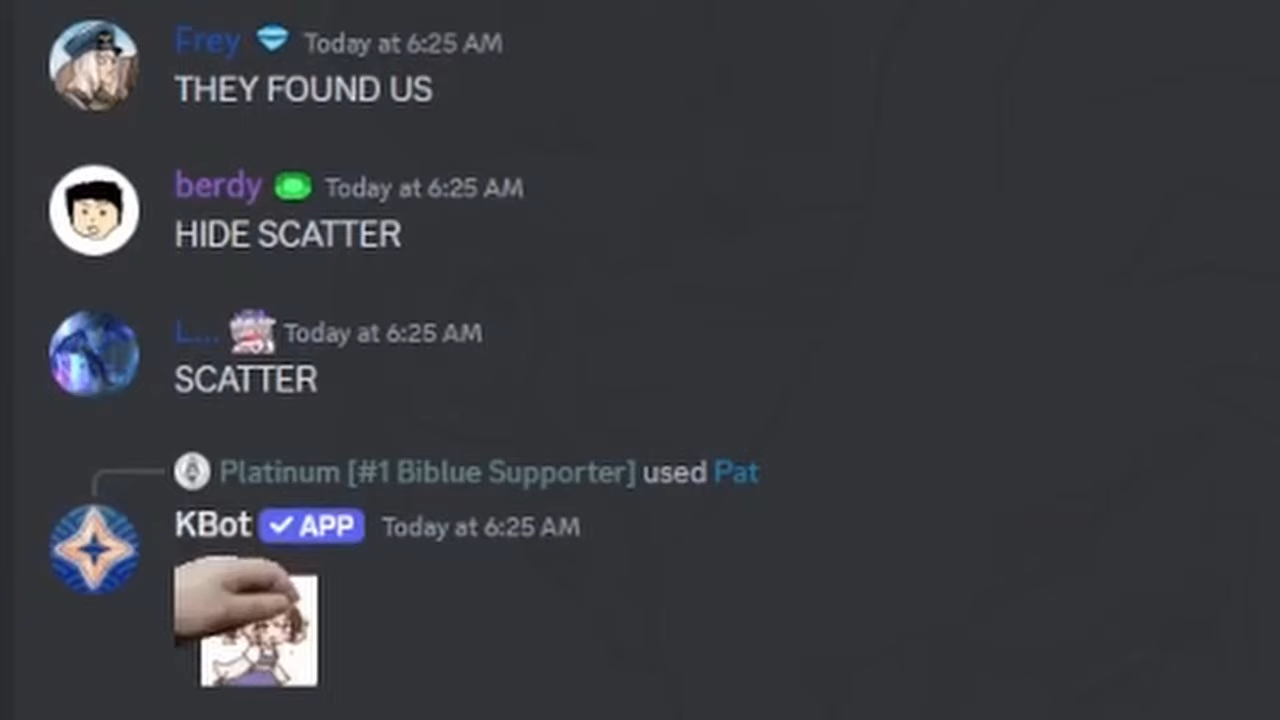 Frey Today at 6:25 AM
THEY FOUND US
berdy Today at 6:25 AM
HIDE SCATTER
L... Today at 6:25 AM
SCATTER
Platinum [#1 Biblue Supporter] used Pat
KBot APP Today at 6:25 AM